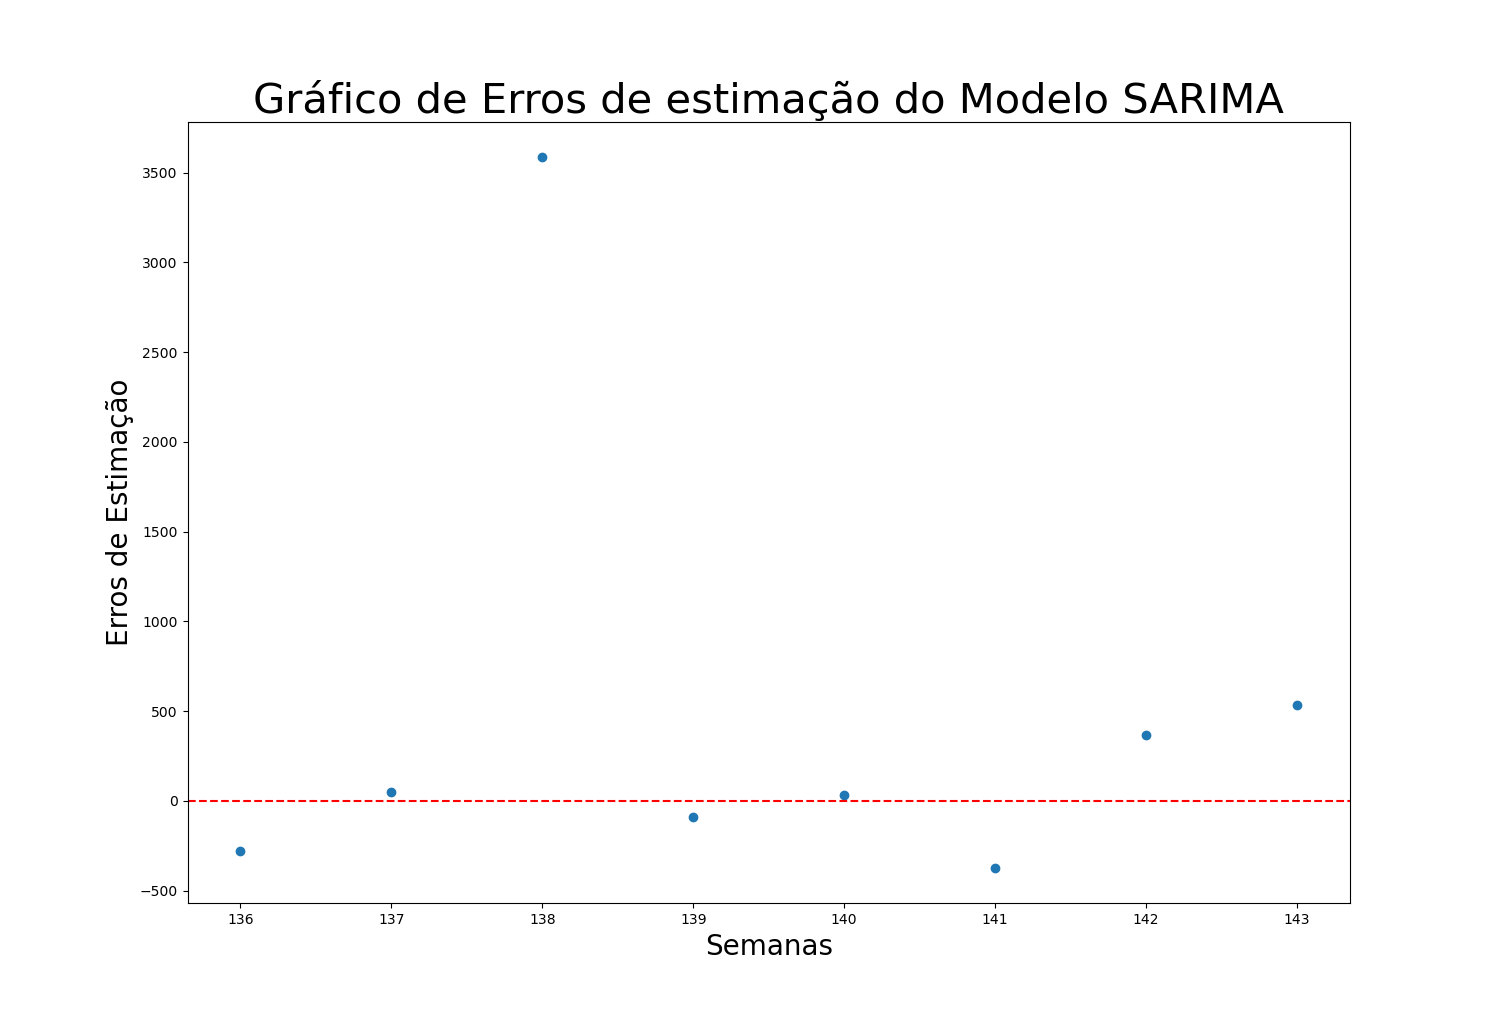 Gráfico de Erros de estimação do Modelo SARIMA
Erros de Estimação
3500
3000
2500
2000
1500
1000
500
0
−500
136 137 138 139 140 141 142 143
Semanas